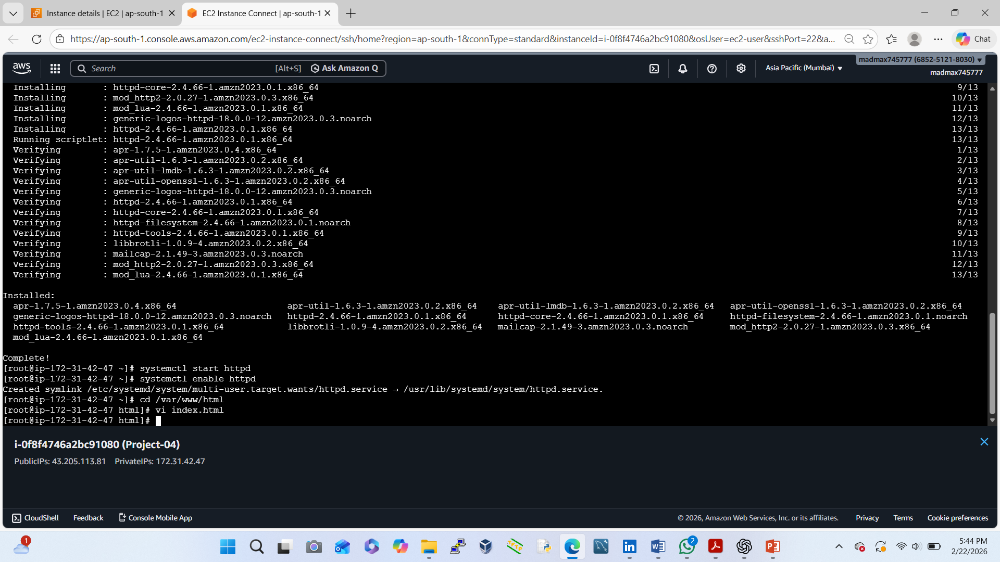 Instance details | EC2 | ap-south-1
EC2 Instance Connect | ap-south-1
https://ap-south-1.console.aws.amazon.com/ec2-instance-connect/ssh/home?region=ap-south-1&connType=standard&instanceId=i-0f8f4746a2bc91080&osUser=ec2-user&sshPort=22&a...
Chat
aws
Search [Alt+S] Ask Amazon Q
Asia Pacific (Mumbai)
madmax745777 (6852-5121-8030)
madmax745777
Installing : httpd-core-2.4.66-1.amzn2023.0.1.x86_64 9/13
Installing : mod_http2-2.0.27-1.amzn2023.0.3.x86_64 10/13
Installing : mod_lua-2.4.66-1.amzn2023.0.1.x86_64 11/13
Installing : generic-logos-httpd-18.0.0-12.amzn2023.0.3.noarch 12/13
Installing : httpd-2.4.66-1.amzn2023.0.1.x86_64 13/13
Running scriptlet: httpd-2.4.66-1.amzn2023.0.1.x86_64 13/13
Verifying : apr-1.7.5-1.amzn2023.0.4.x86_64 1/13
Verifying : apr-util-1.6.3-1.amzn2023.0.2.x86_64 2/13
Verifying : apr-util-lmdb-1.6.3-1.amzn2023.0.2.x86_64 3/13
Verifying : apr-util-openssl-1.6.3-1.amzn2023.0.2.x86_64 4/13
Verifying : generic-logos-httpd-18.0.0-12.amzn2023.0.3.noarch 5/13
Verifying : httpd-2.4.66-1.amzn2023.0.1.x86_64 6/13
Verifying : httpd-core-2.4.66-1.amzn2023.0.1.x86_64 7/13
Verifying : httpd-filesystem-2.4.66-1.amzn2023.0.1.noarch 8/13
Verifying : httpd-tools-2.4.66-1.amzn2023.0.1.x86_64 9/13
Verifying : libbrotli-1.0.9-4.amzn2023.0.2.x86_64 10/13
Verifying : mailcap-2.1.49-3.amzn2023.0.3.noarch 11/13
Verifying : mod_http2-2.0.27-1.amzn2023.0.3.x86_64 12/13
Verifying : mod_lua-2.4.66-1.amzn2023.0.1.x86_64 13/13
Installed:
apr-1.7.5-1.amzn2023.0.4.x86_64 apr-util-1.6.3-1.amzn2023.0.2.x86_64 apr-util-lmdb-1.6.3-1.amzn2023.0.2.x86_64 apr-util-openssl-1.6.3-1.amzn2023.0.2.x86_64
generic-logos-httpd-18.0.0-12.amzn2023.0.3.noarch httpd-2.4.66-1.amzn2023.0.1.x86_64 httpd-core-2.4.66-1.amzn2023.0.1.x86_64 httpd-filesystem-2.4.66-1.amzn2023.0.1.noarch
httpd-tools-2.4.66-1.amzn2023.0.1.x86_64 libbrotli-1.0.9-4.amzn2023.0.2.x86_64 mailcap-2.1.49-3.amzn2023.0.3.noarch mod_http2-2.0.27-1.amzn2023.0.3.x86_64
mod_lua-2.4.66-1.amzn2023.0.1.x86_64
Complete!
[root@ip-172-31-42-47 ~]# systemctl start httpd
[root@ip-172-31-42-47 ~]# systemctl enable httpd
Created symlink /etc/systemd/system/multi-user.target.wants/httpd.service → /usr/lib/systemd/system/httpd.service.
[root@ip-172-31-42-47 ~]# cd /var/www/html
[root@ip-172-31-42-47 html]# vi index.html
[root@ip-172-31-42-47 html]#
i-0f8f4746a2bc91080 (Project-04)
PublicIPs: 43.205.113.81 PrivateIPs: 172.31.42.47
CloudShell Feedback Console Mobile App © 2026, Amazon Web Services, Inc. or its affiliates. Privacy Terms Cookie preferences
1
TFTP
in
W
2
P
5:44 PM
2/22/2026